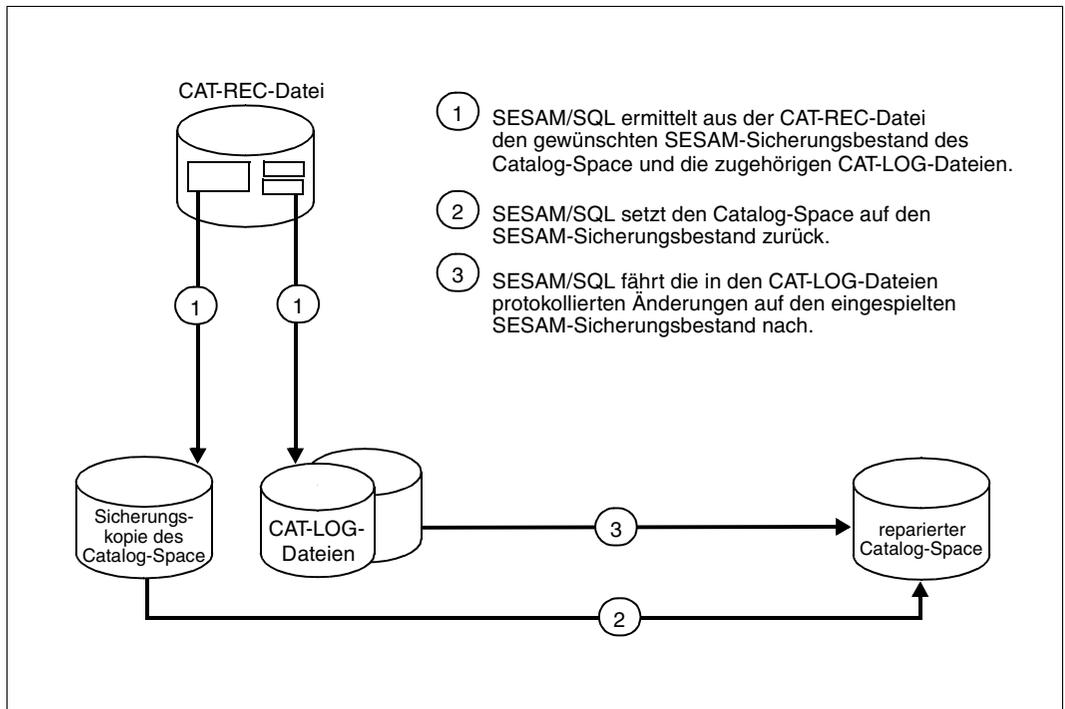 CAT-REC-Datei
1
SESAM/SQL ermittelt aus der CAT-REC-Datei
den gewünschten SESAM-Sicherungsbestand des
Catalog-Space und die zugehörigen CAT-LOG-Dateien.
2
SESAM/SQL setzt den Catalog-Space auf den
SESAM-Sicherungsbestand zurück.
3
SESAM/SQL fährt die in den CAT-LOG-Dateien
protokollierten Änderungen auf den eingespielten
SESAM-Sicherungsbestand nach.
1
1
Sicherungs-
kopie des
Catalog-Space
CAT-LOG-
Dateien
3
reparierter
Catalog-Space
2